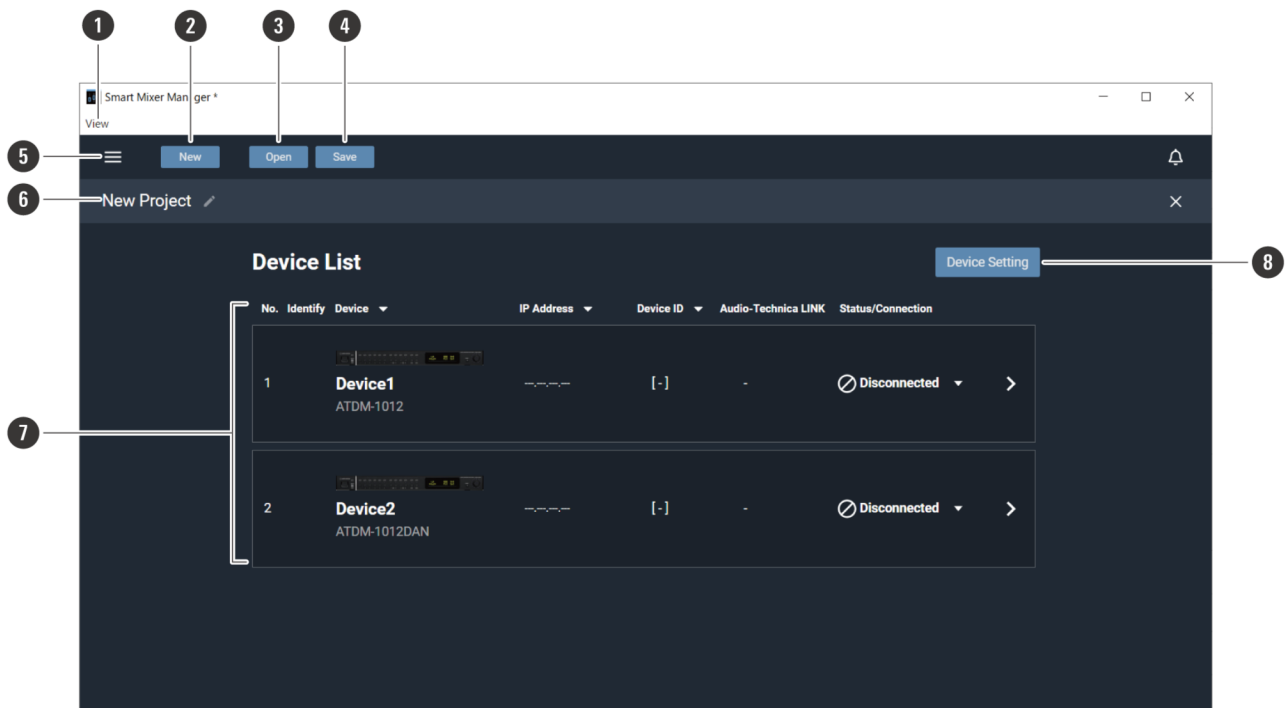 1 2 3 4
Smart Mixer Manager *
View
5 New Open Save
6 New Project
Device List Device Setting 8
No. Identify Device IP Address Device ID Audio-Technica LINK Status/Connection
1 Device1 --.--.--.-- [-] - Disconnected
ATDM-1012
7
2 Device2 --.--.--.-- [-] - Disconnected
ATDM-1012DAN